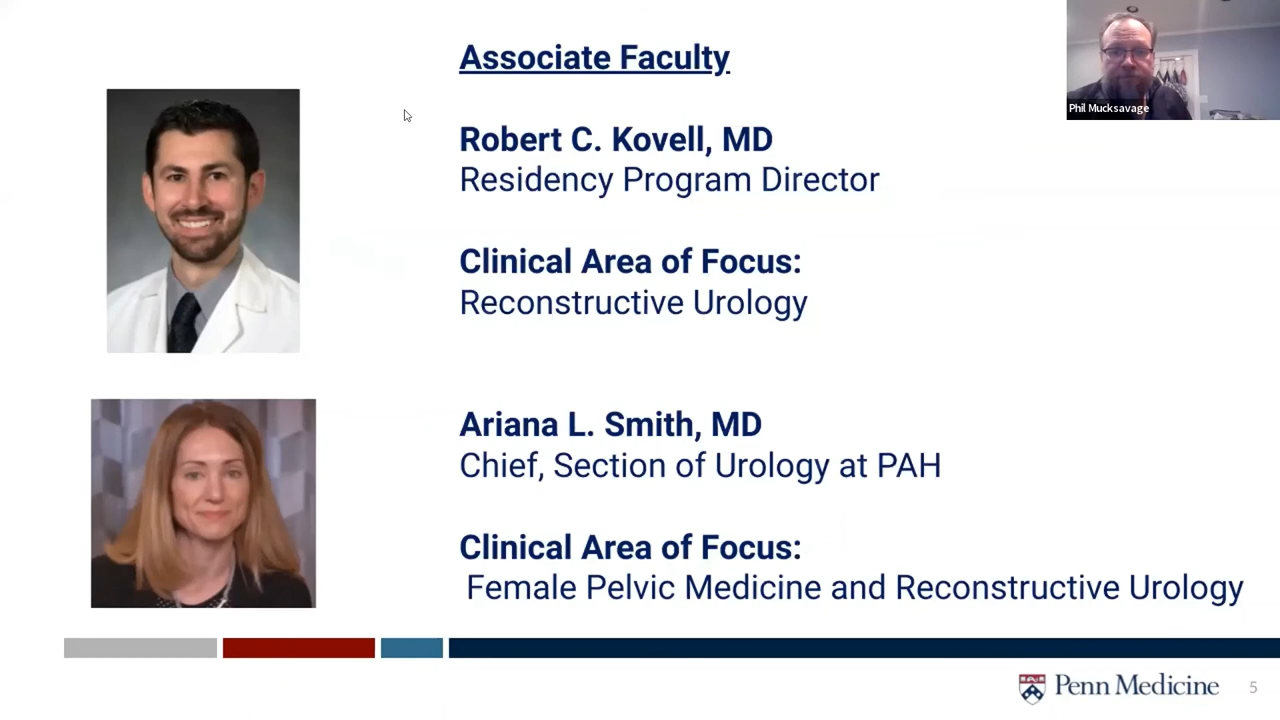 Associate Faculty
Phil Mucksavage
Robert C. Kovell, MD
Residency Program Director
Clinical Area of Focus:
Reconstructive Urology
Ariana L. Smith, MD
Chief, Section of Urology at PAH
Clinical Area of Focus:
Female Pelvic Medicine and Reconstructive Urology
Penn Medicine
5